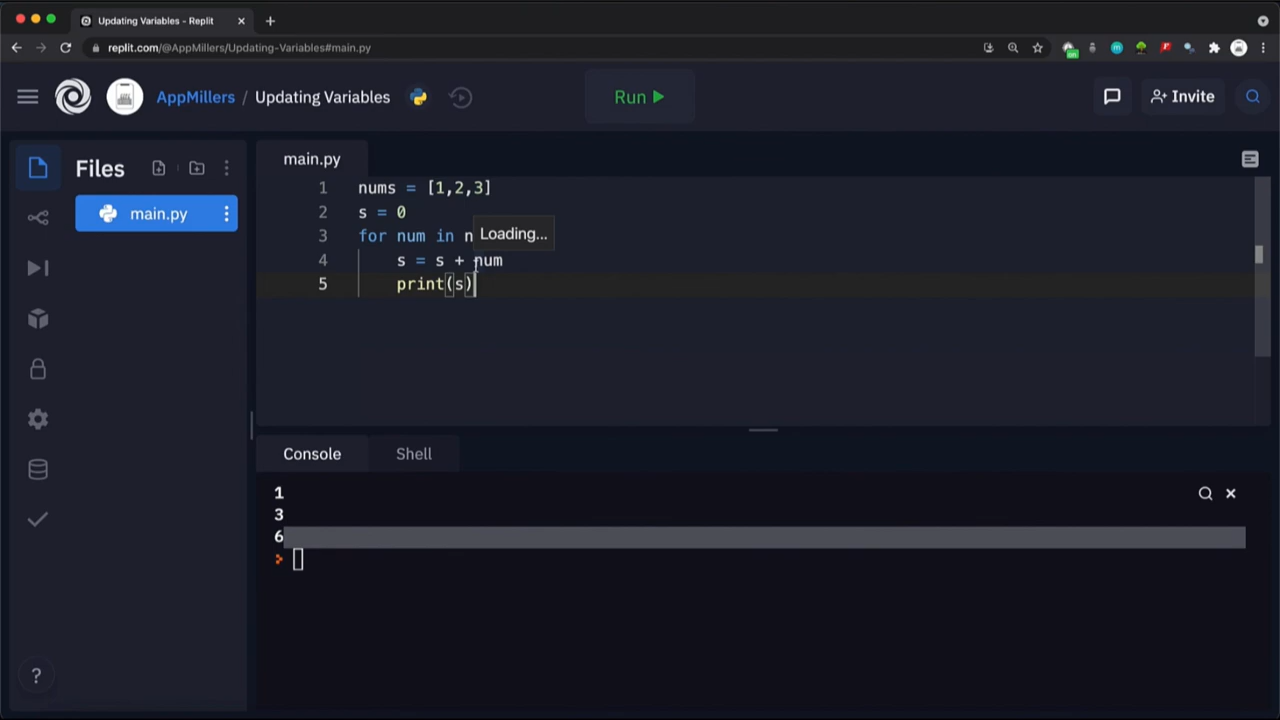 Updating Variables - Replit
replit.com/@AppMillers/Updating-Variables#main.py
AppMillers / Updating Variables
Run
Invite
Files
main.py
main.py
1 nums = [1,2,3]
2 s = 0
3 for num in n
Loading...
4 s = s + num
5 print(s)
Console
Shell
1
3
6
?